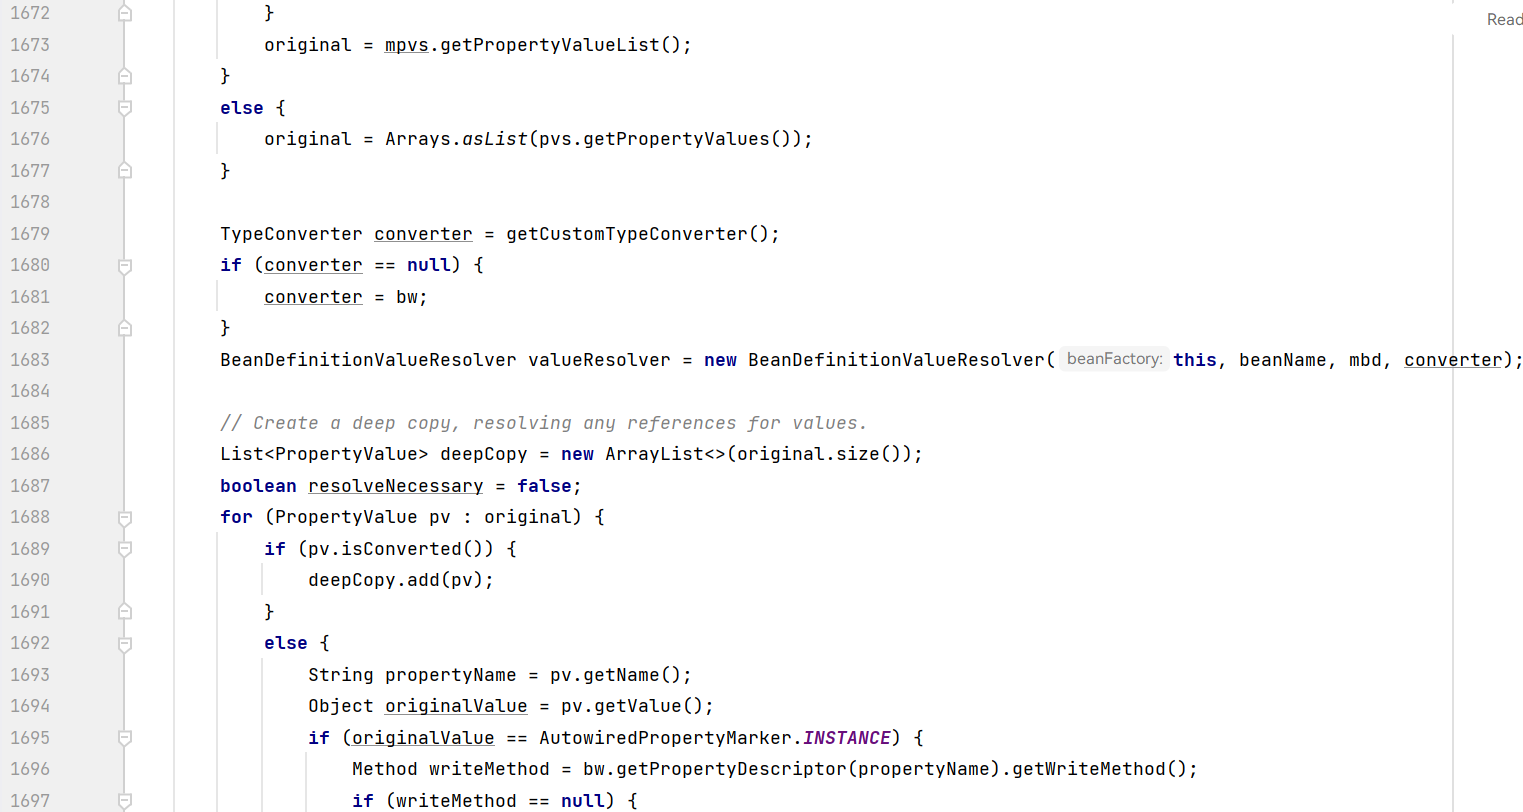 1672 }
Read
1673 original = mpvs.getPropertyValueList();
1674 }
1675 else {
1676 original = Arrays.asList(pvs.getPropertyValues());
1677 }
1678
1679 TypeConverter converter = getCustomTypeConverter();
1680 if (converter == null) {
1681 converter = bw;
1682 }
1683 BeanDefinitionValueResolver valueResolver = new BeanDefinitionValueResolver( beanFactory: this, beanName, mbd, converter);
1684
1685 // Create a deep copy, resolving any references for values.
1686 List<PropertyValue> deepCopy = new ArrayList<>(original.size());
1687 boolean resolveNecessary = false;
1688 for (PropertyValue pv : original) {
1689 if (pv.isConverted()) {
1690 deepCopy.add(pv);
1691 }
1692 else {
1693 String propertyName = pv.getName();
1694 Object originalValue = pv.getValue();
1695 if (originalValue == AutowiredPropertyMarker.INSTANCE) {
1696 Method writeMethod = bw.getPropertyDescriptor(propertyName).getWriteMethod();
1697 if (writeMethod == null) {